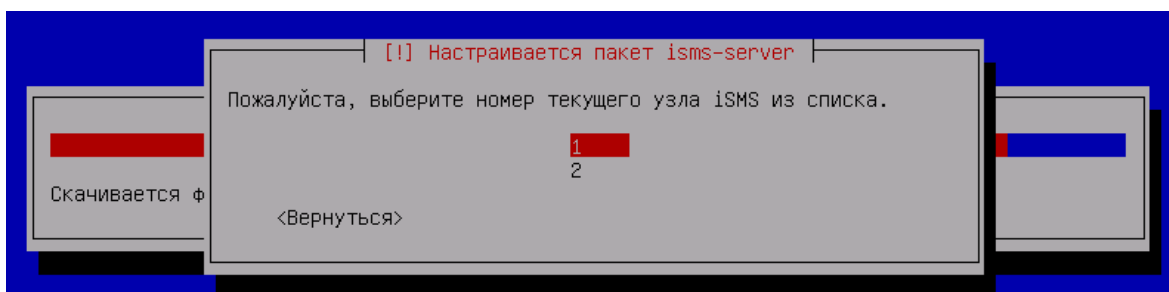 [!] Настраивается пакет isms-server
Пожалуйста, выберите номер текущего узла iSMS из списка.
1
2
Скачивается ф
<Вернуться>